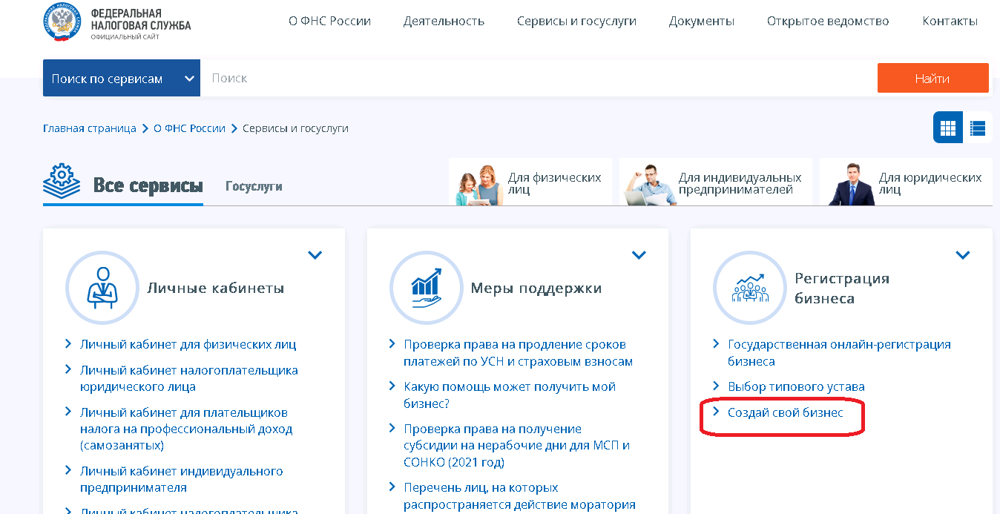 ФЕДЕРАЛЬНАЯ
НАЛОГОВАЯ СЛУЖБА
ОФИЦИАЛЬНЫЙ САЙТ
О ФНС России
Деятельность
Сервисы и госуслуги
Документы
Открытое ведомство
Контакты
Поиск по сервисам
Поиск
Найти
Главная страница
О ФНС России
Сервисы и госуслуги
Все сервисы
Госуслуги
Для физических
лиц
Для индивидуальных
предпринимателей
Для юридических
лиц
Личные кабинеты
Личный кабинет для физических лиц
Личный кабинет налогоплательщика
юридического лица
Личный кабинет для плательщиков
налога на профессиональный доход
(самозанятых)
Личный кабинет индивидуального
предпринимателя
Личный кабинет налогоплательщика
Меры поддержки
Проверка права на продление сроков
платежей по УСН и страховым взносам
Какую помощь может получить мой
бизнес?
Проверка права на получение
субсидии на нерабочие дни для МСП и
СОНКО (2021 год)
Перечень лиц, на которых
распространяется действие моратория
Регистрация
бизнеса
Государственная онлайн-регистрация
бизнеса
Выбор типового устава
Создай свой бизнес